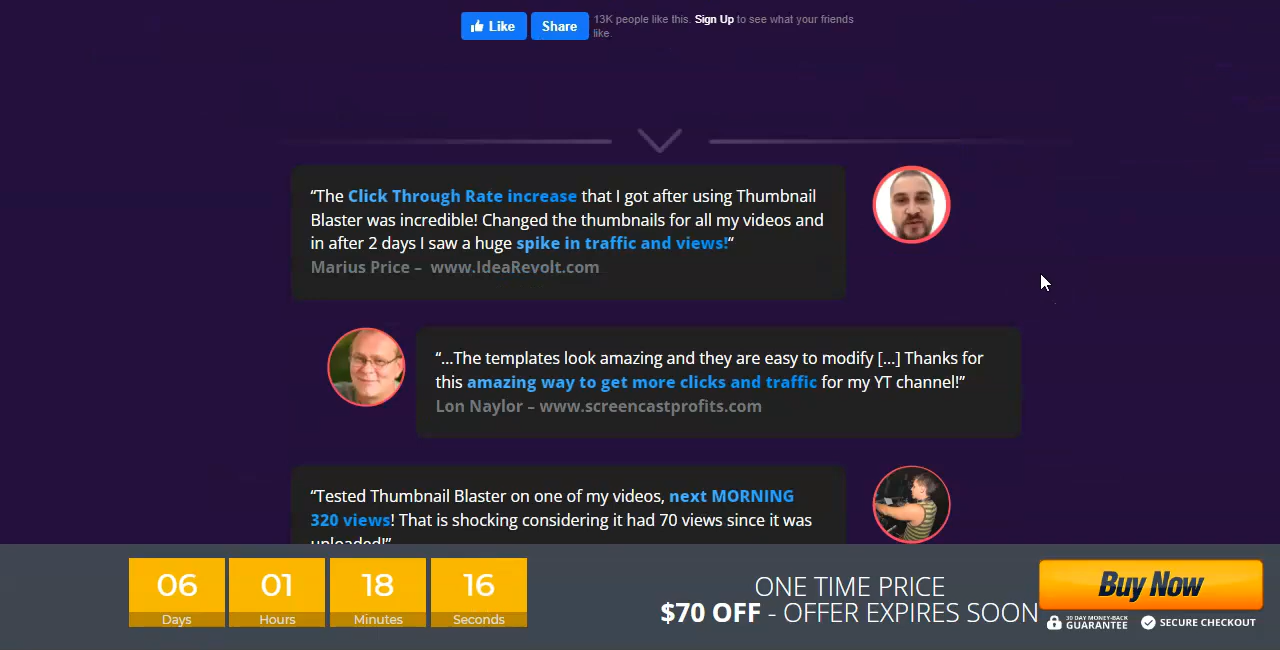 Like Share 13K people like this. Sign Up to see what your friends
like.
“The Click Through Rate increase that I got after using Thumbnail
Blaster was incredible! Changed the thumbnails for all my videos and
in after 2 days I saw a huge spike in traffic and views!“
Marius Price – www.IdeaRevolt.com
“...The templates look amazing and they are easy to modify [...] Thanks for
this amazing way to get more clicks and traffic for my YT channel!”
Lon Naylor – www.screencastprofits.com
“Tested Thumbnail Blaster on one of my videos, next MORNING
320 views! That is shocking considering it had 70 views since it was
uploaded!”
06 01 18 16
Days Hours Minutes Seconds
ONE TIME PRICE
$70 OFF - OFFER EXPIRES SOON
Buy Now
30 DAY MONEY-BACK
GUARANTEE
SECURE CHECKOUT